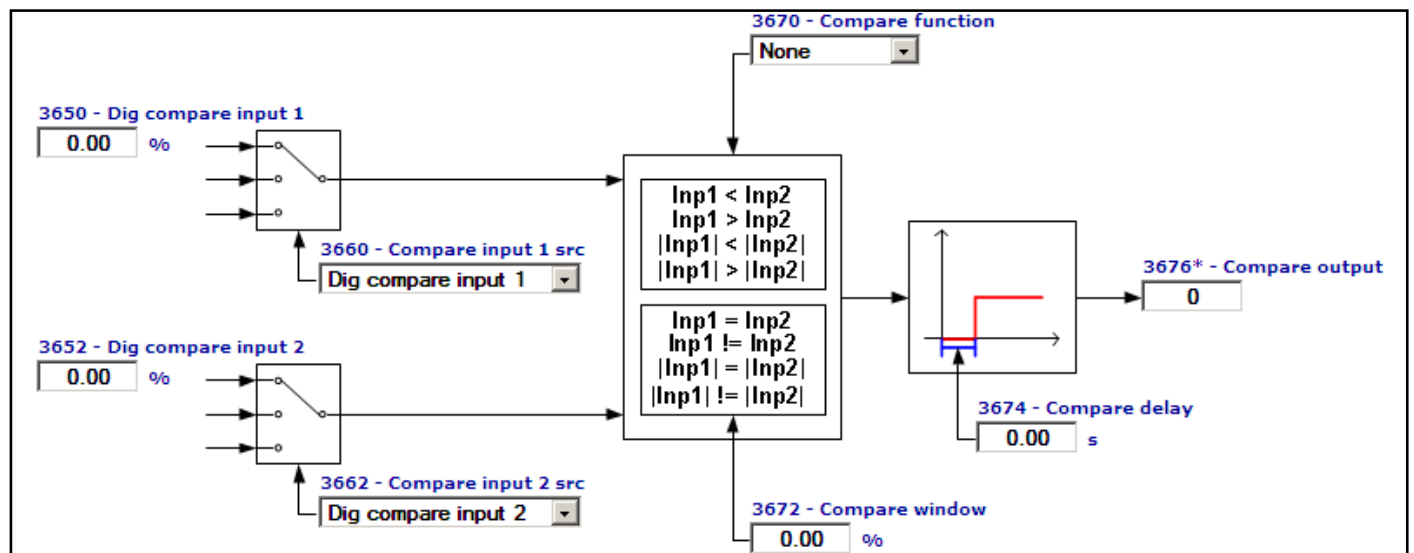 3670 - Compare function
None
3650 - Dig compare input 1
0.00 %
3660 - Compare input 1 src
Dig compare input 1
Inp1 < Inp2
Inp1 > Inp2
|Inp1| < |Inp2|
|Inp1| > |Inp2|
Inp1 = Inp2
Inp1 != Inp2
|Inp1| = |Inp2|
|Inp1| != |Inp2|
3676* - Compare output
0
3652 - Dig compare input 2
0.00 %
3674 - Compare delay
0.00 s
3662 - Compare input 2 src
Dig compare input 2
3672 - Compare window
0.00 %